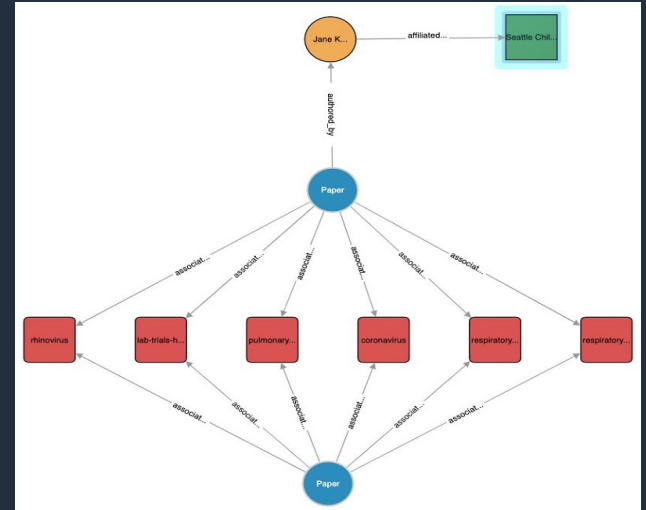 Jane K...
affiliated...
Seattle Chil...
authored_by
Paper
associat...
associat...
associat...
associat...
associat...
associat...
rhinovirus
lab-trials-h...
pulmonary...
coronavirus
respiratory...
respiratory...
associat...
associat...
associat...
associat...
associat...
associat...
Paper